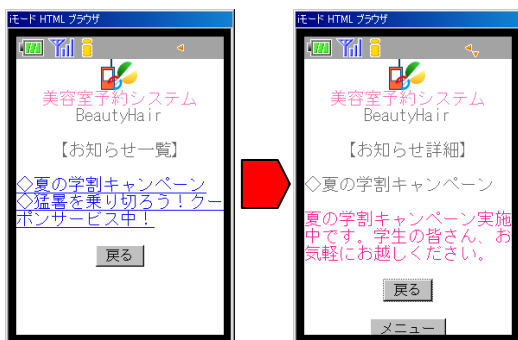 iモード HTML ブラウザ
美容室予約システム
BeautyHair
【お知らせ一覧】
◇夏の学割キャンペーン
◇猛暑を乗り切ろう！クー
ポンサービス中！
戻る
iモード HTML ブラウザ
美容室予約システム
BeautyHair
【お知らせ詳細】
◇夏の学割キャンペーン
夏の学割キャンペーン実施
中です。学生の皆さん、お
気軽にお越しください。
戻る
メニュー